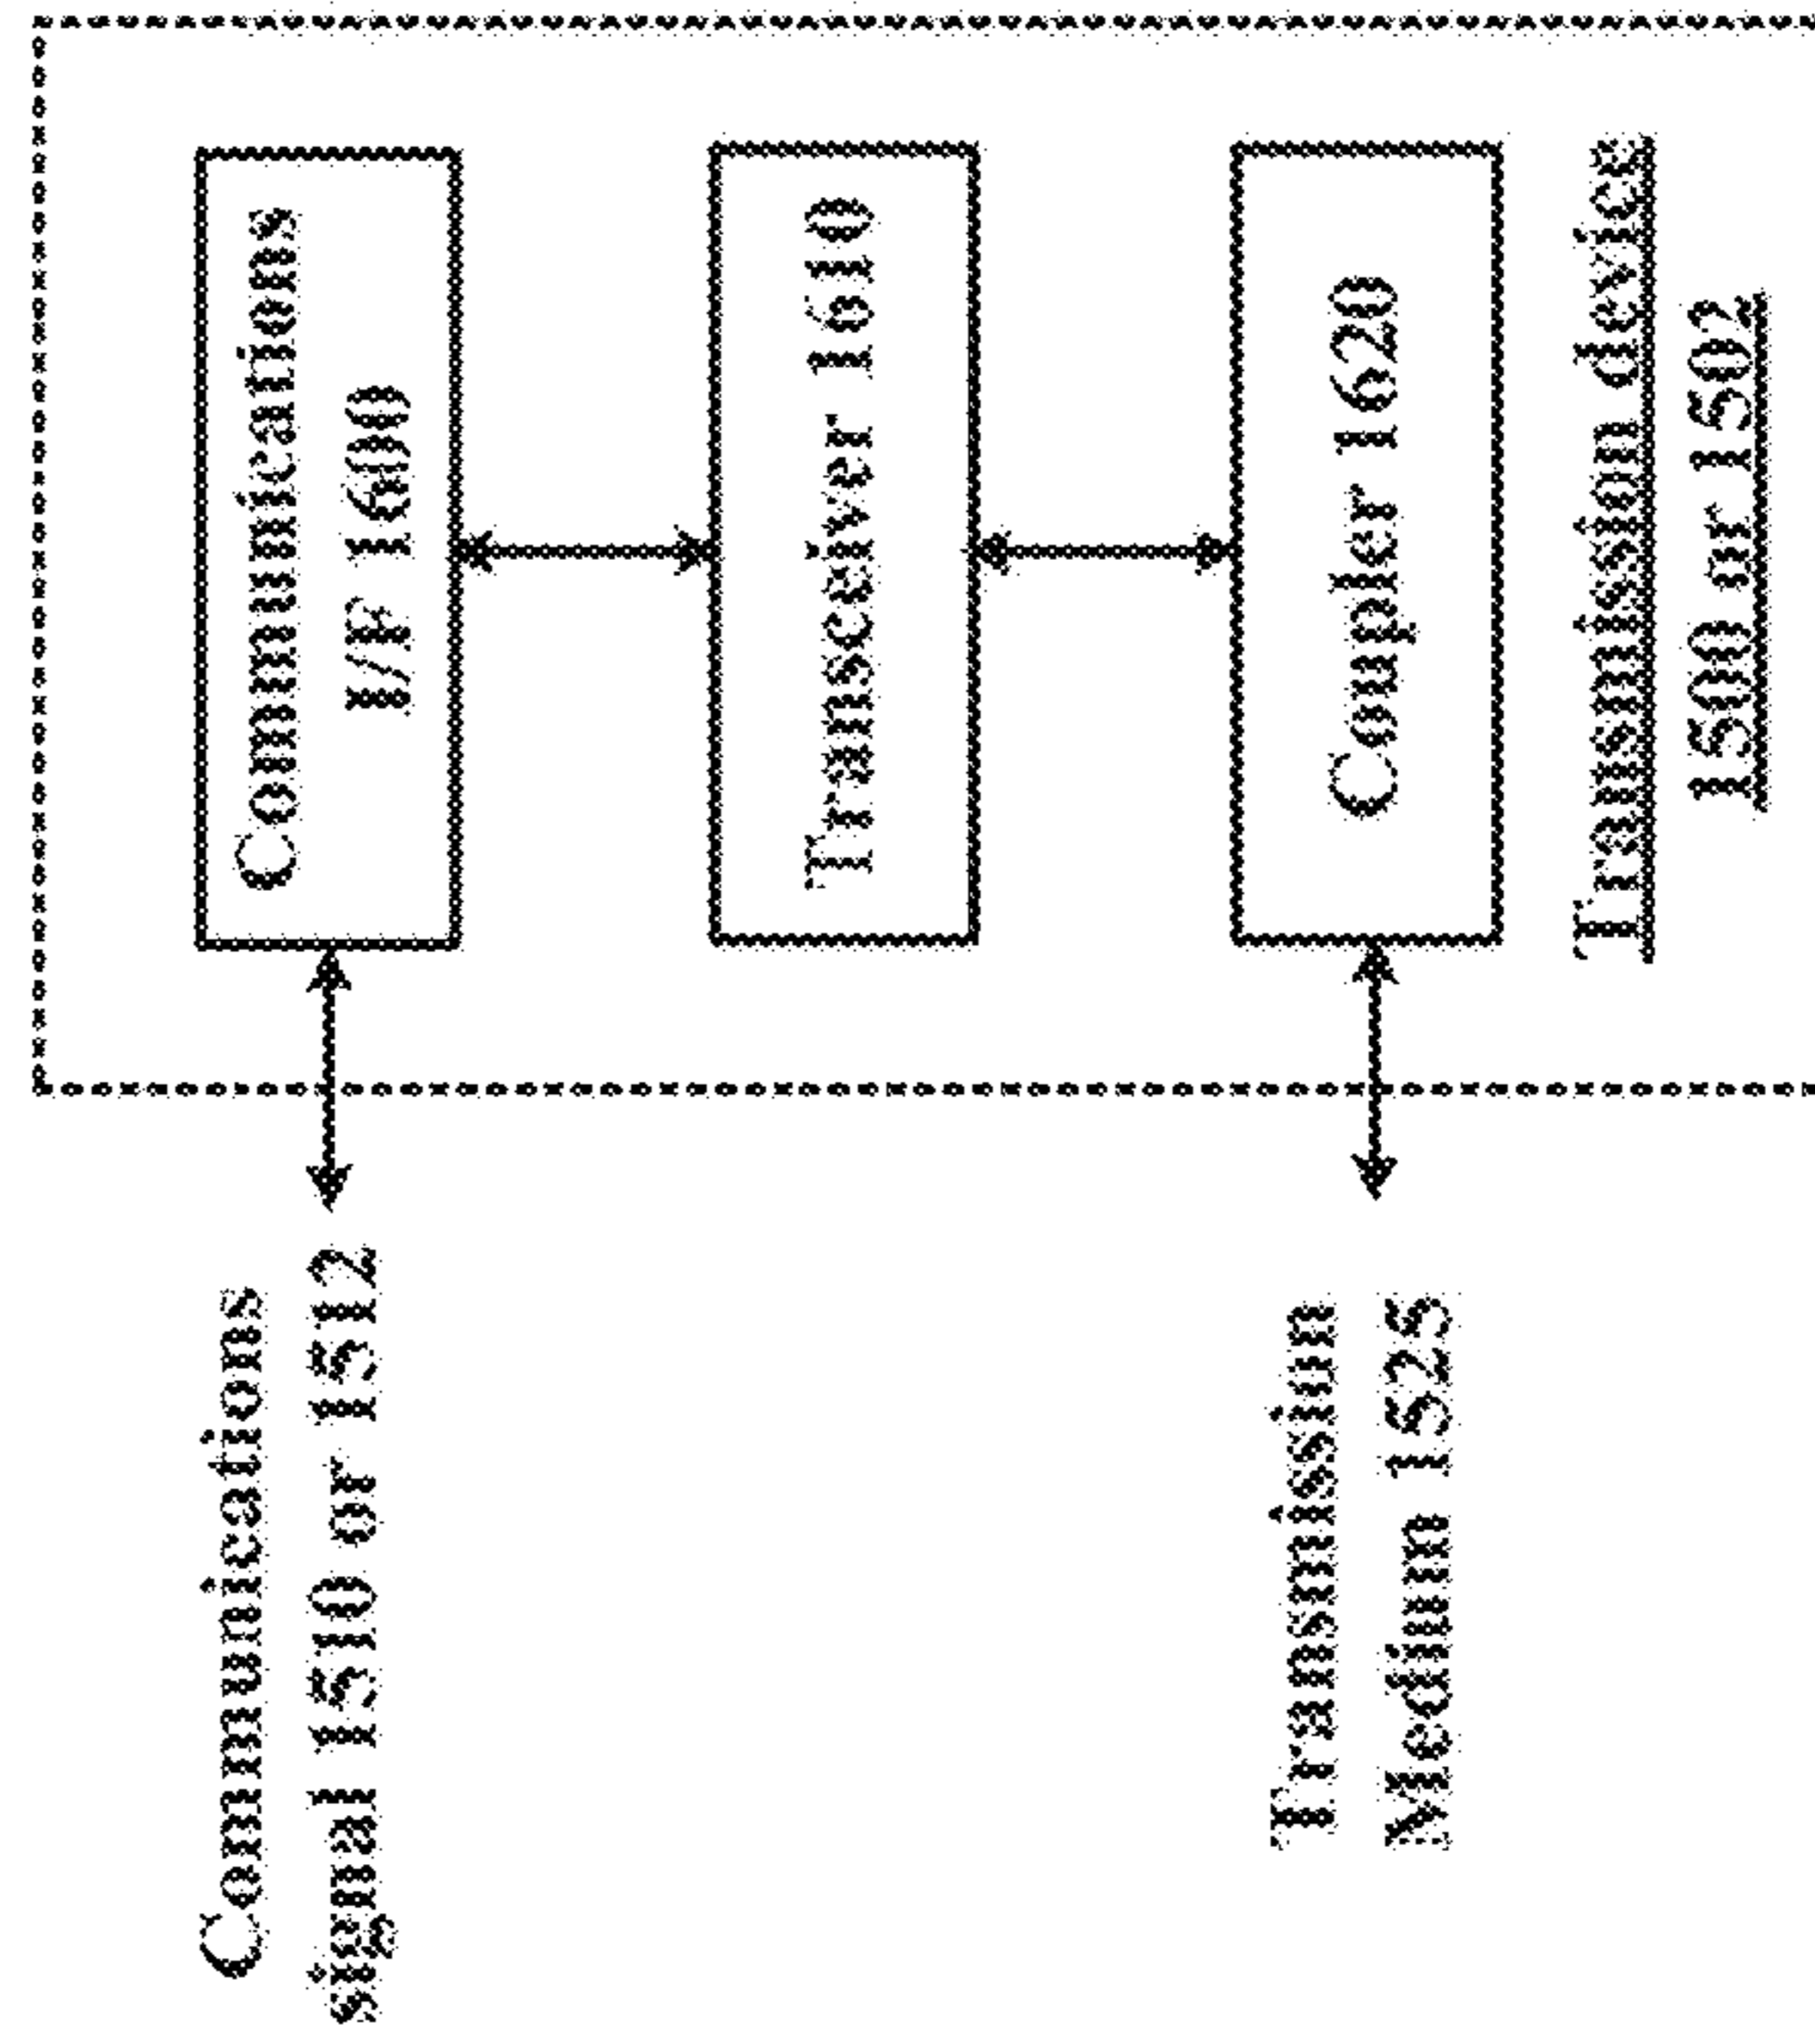 Communications
signal 1510 or 1512
Communications
I/F 1600
Transceiver 1610
Transmission
Medium 1525
Coupler 1620
Transmission device
1500 or 1502